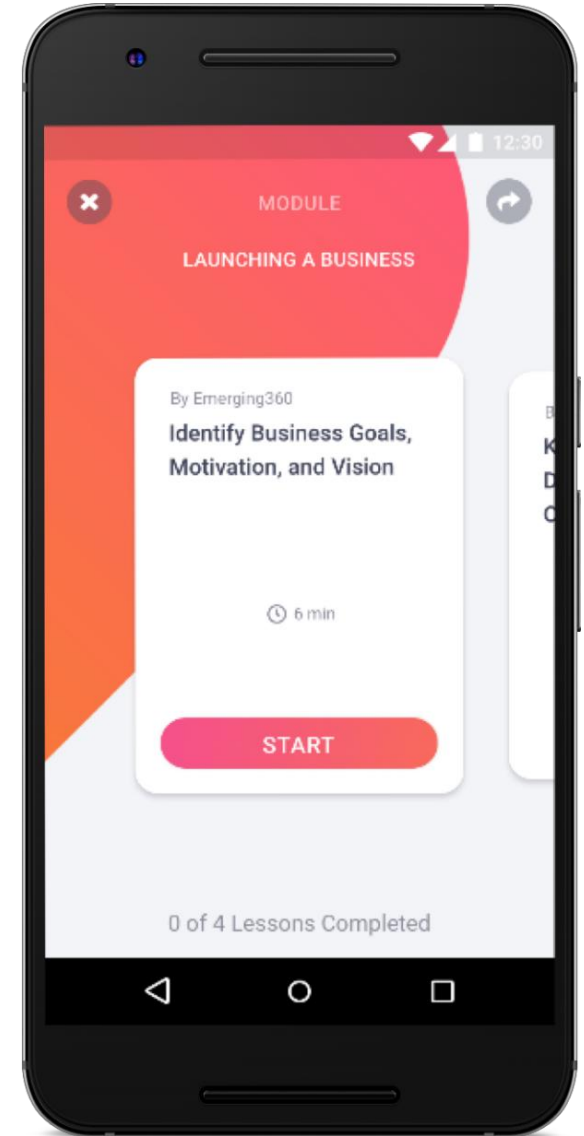 12:30
MODULE
LAUNCHING A BUSINESS
By Emerging360
Identify Business Goals,
Motivation, and Vision
B
K
D
C
6 min
START
0 of 4 Lessons Completed